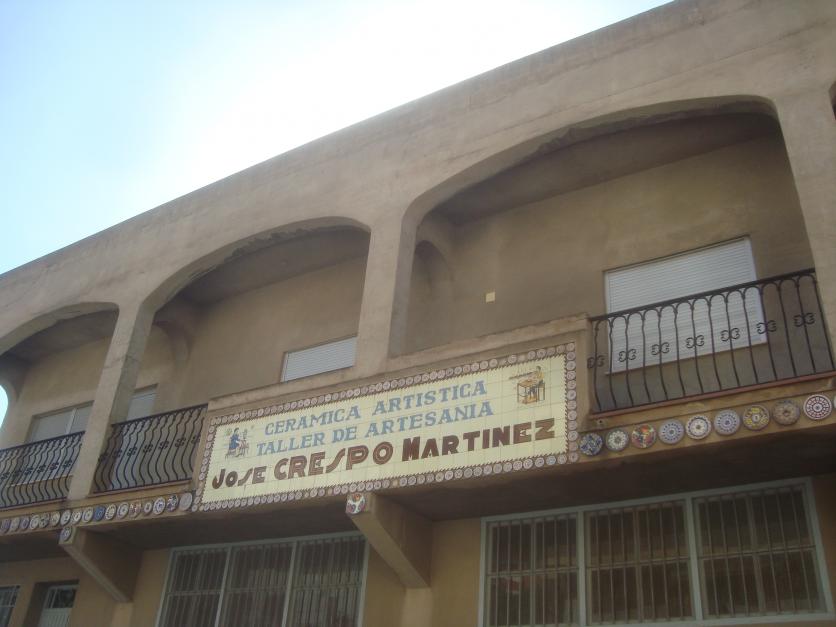 CERAMICA ARTISTICA
TALLER DE ARTESANIA
JOSE CRESPO MARTINEZ